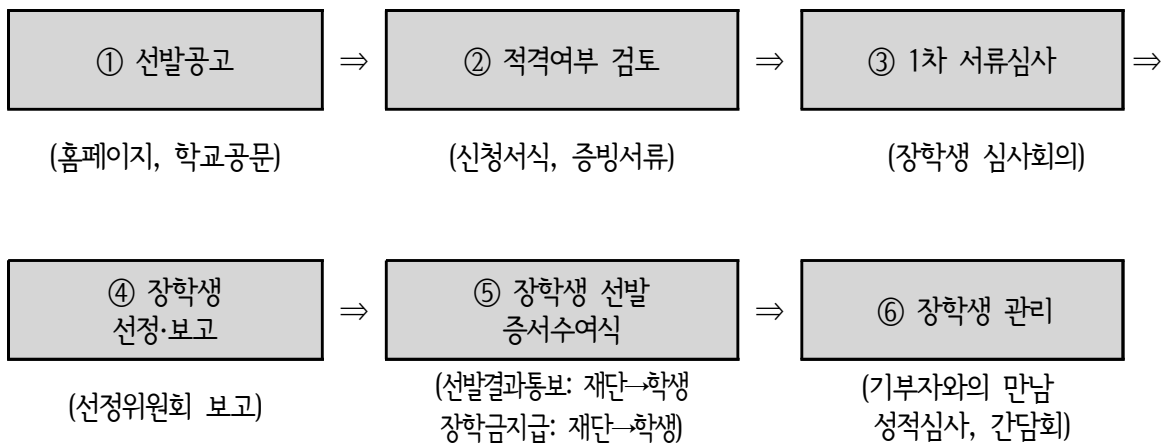 ① 선발공고 ⇒ ② 적격여부 검토 ⇒ ③ 1차 서류심사 ⇒
(홈페이지, 학교공문) (신청서식, 증빙서류) (장학생 심사회의)
④ 장학생
선정·보고
⇒
⑤ 장학생 선발
증서수여식
⇒
⑥ 장학생 관리
(선정위원회 보고)
(선발결과통보: 재단→학생
장학금지급: 재단→학생)
(기부자와의 만남
성적심사, 간담회)